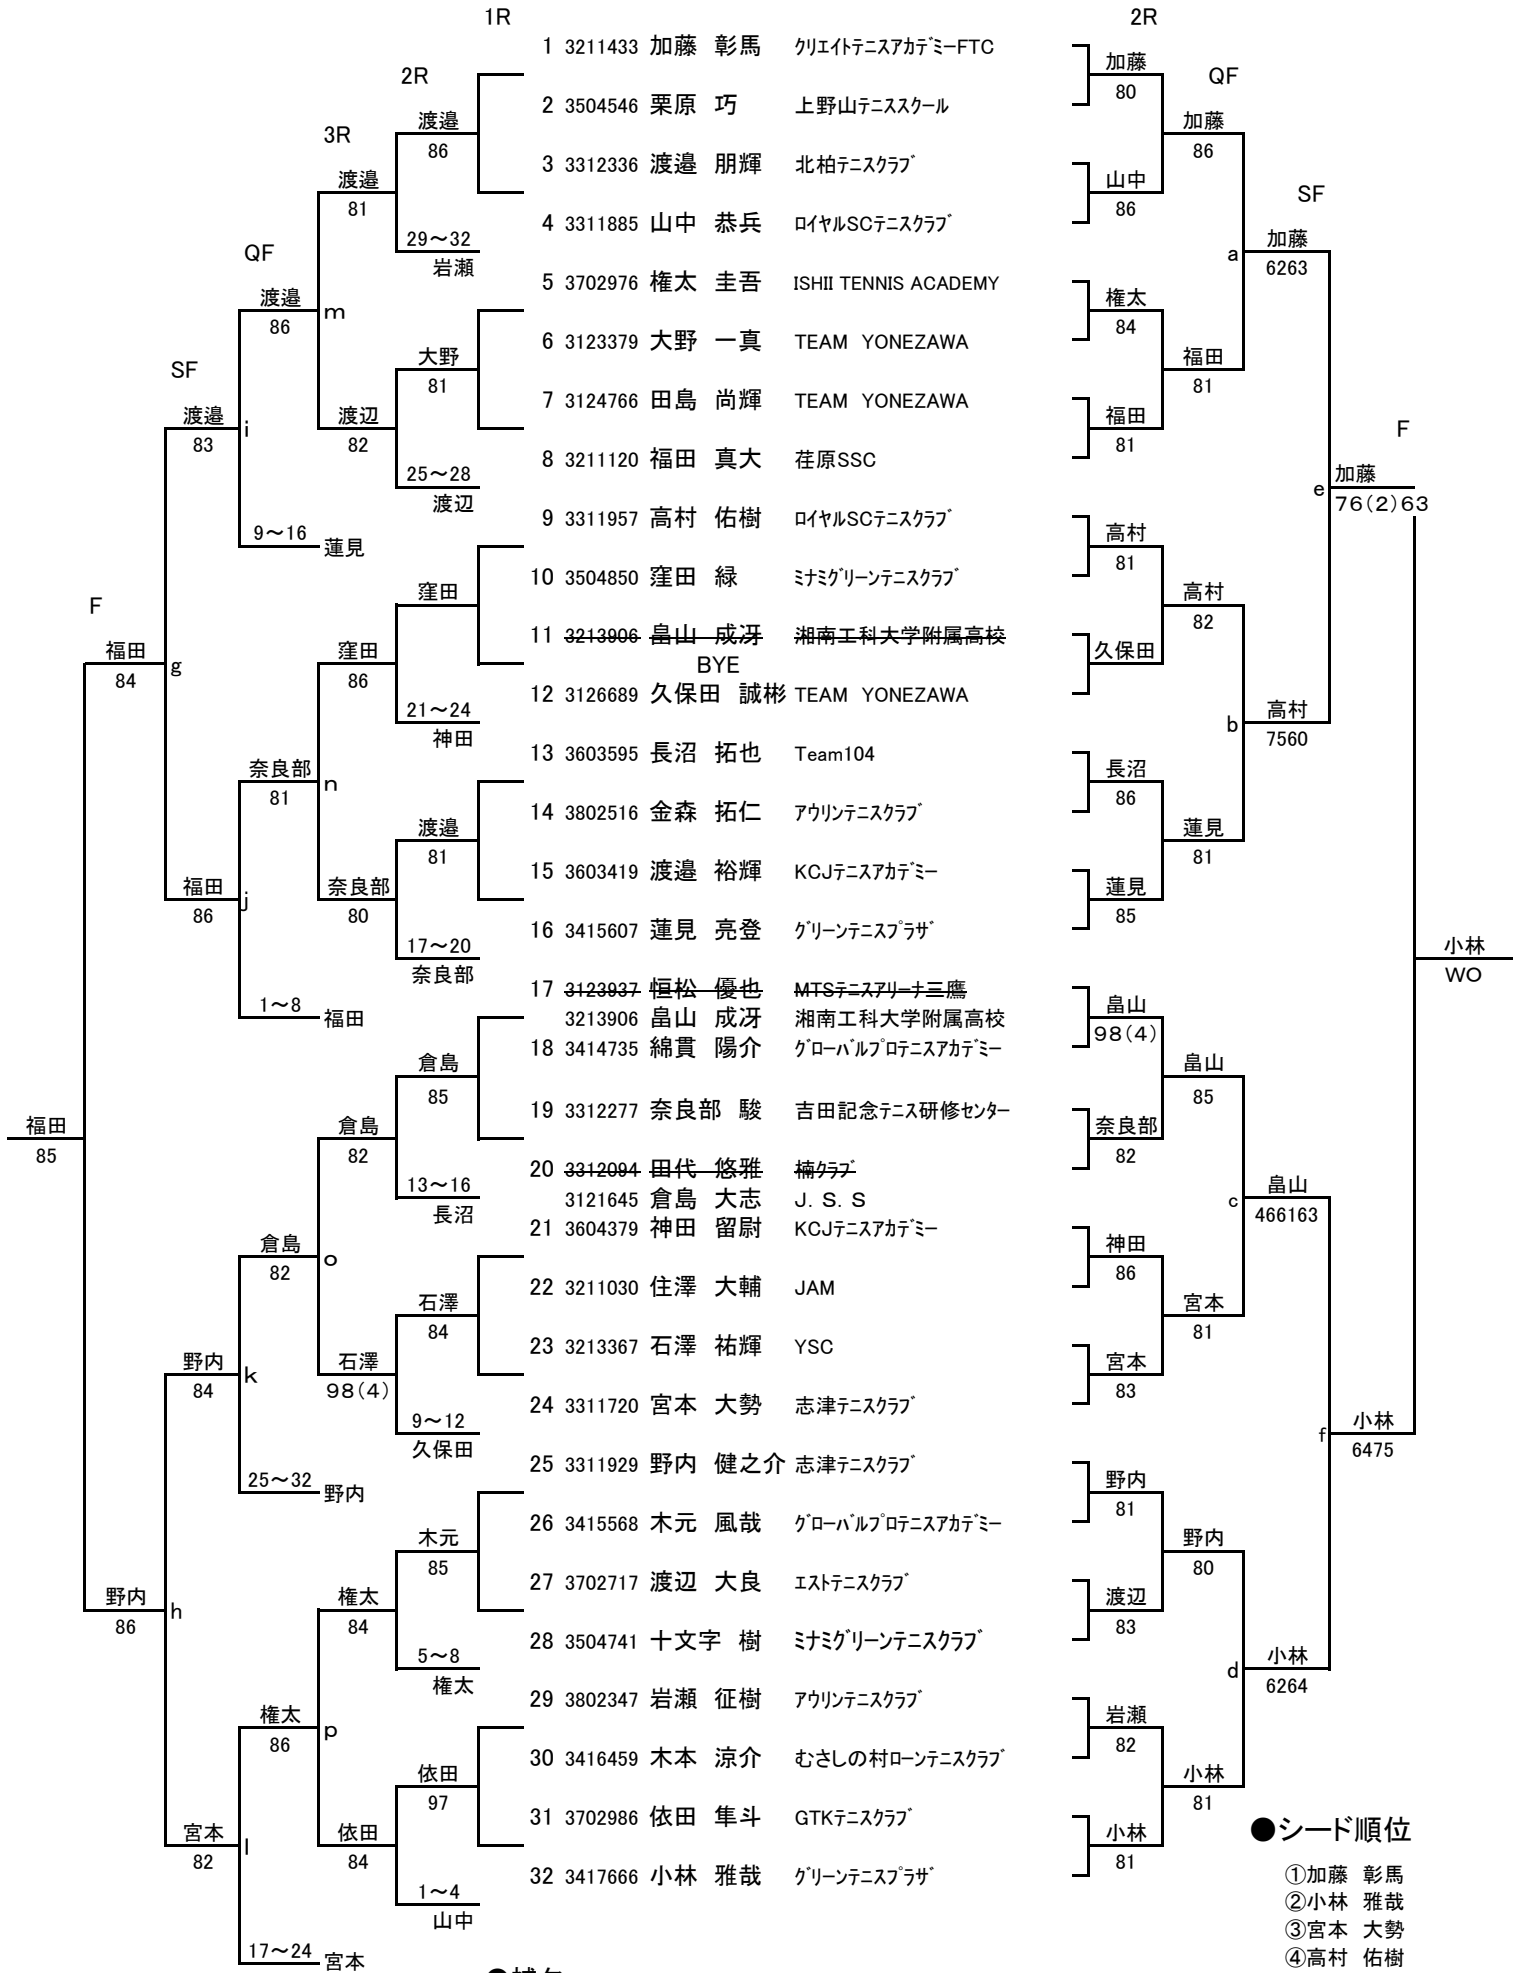 1R
2R
1 3211433 加藤 彰馬 ｸﾘｴｲﾄﾃﾆｽｱｶﾃﾞﾐｰFTC
加藤
2R
QF
80
2 3504546 栗原 巧 上野山ﾃﾆｽｽｸｰﾙ
渡邉
加藤
3R
86
86
3 3312336 渡邉 朋輝 北柏ﾃﾆｽｸﾗﾌﾞ
渡邉
山中
SF
81
86
4 3311885 山中 恭兵 ﾛｲﾔﾙSCﾃﾆｽｸﾗﾌﾞ
29～32
加藤
QF
a
岩瀬
6263
5 3702976 権太 圭吾 ISHII TENNIS ACADEMY
渡邉
権太
m
86
84
6 3123379 大野 一真 TEAM YONEZAWA
大野
福田
SF
81
81
7 3124766 田島 尚輝 TEAM YONEZAWA
渡邉
渡辺
福田
i
F
83
82
81
8 3211120 福田 真大 荏原SSC
25～28
加藤
渡辺
e
76(2)63
9 3311957 高村 佑樹 ﾛｲﾔﾙSCﾃﾆｽｸﾗﾌﾞ
9～16
蓮見
高村
81
10 3504850 窪田 緑 ﾐﾅﾐｸﾞﾘｰﾝﾃﾆｽｸﾗﾌﾞ
F
窪田
高村
82
11 3213906 畠山 成冴 湘南工科大学附属高校
福田
窪田
久保田
g
BYE
84
86
12 3126689 久保田 誠彬 TEAM YONEZAWA
21～24
高村
神田
b
7560
13 3603595 長沼 拓也 Team104
奈良部
長沼
n
81
86
14 3802516 金森 拓仁 ｱｳﾘﾝﾃﾆｽｸﾗﾌﾞ
渡邉
蓮見
81
81
15 3603419 渡邉 裕輝 KCJﾃﾆｽｱｶﾃﾞﾐｰ
福田
奈良部
蓮見
j
86
80
85
16 3415607 蓮見 亮登 ｸﾞﾘｰﾝﾃﾆｽﾌﾟﾗｻﾞ
17～20
小林
奈良部
WO
17 3123937 恒松 優也 MTSﾃﾆｽｱﾘｰﾅ三鷹
1～8
福田
畠山
3213906 畠山 成冴 湘南工科大学附属高校
98(4)
18 3414735 綿貫 陽介 ｸﾞﾛｰﾊﾞﾙﾌﾟﾛﾃﾆｽｱｶﾃﾞﾐｰ
倉島
畠山
85
85
19 3312277 奈良部 駿 吉田記念ﾃﾆｽ研修ｾﾝﾀｰ
福田
倉島
奈良部
85
82
82
20 3312094 田代 悠雅 楠ｸﾗﾌﾞ
13～16
畠山
3121645 倉島 大志 J. S. S
c
長沼
466163
21 3604379 神田 留尉 KCJﾃﾆｽｱｶﾃﾞﾐｰ
倉島
神田
o
82
86
22 3211030 住澤 大輔 JAM
石澤
宮本
84
81
23 3213367 石澤 祐輝 YSC
野内
石澤
宮本
k
84
98(4)
83
24 3311720 宮本 大勢 志津ﾃﾆｽｸﾗﾌﾞ
9～12
小林
f
久保田
6475
25 3311929 野内 健之介 志津ﾃﾆｽｸﾗﾌﾞ
25～32
野内
野内
81
26 3415568 木元 風哉 ｸﾞﾛｰﾊﾞﾙﾌﾟﾛﾃﾆｽｱｶﾃﾞﾐｰ
木元
野内
85
80
27 3702717 渡辺 大良 ｴｽﾄﾃﾆｽｸﾗﾌﾞ
野内
権太
渡辺
h
86
84
83
28 3504741 十文字 樹 ﾐﾅﾐｸﾞﾘｰﾝﾃﾆｽｸﾗﾌﾞ
5～8
小林
d
権太
6264
29 3802347 岩瀬 征樹 ｱｳﾘﾝﾃﾆｽｸﾗﾌﾞ
権太
岩瀬
p
86
82
30 3416459 木本 涼介 むさしの村ﾛｰﾝﾃﾆｽｸﾗﾌﾞ
依田
小林
97
81
31 3702986 依田 隼斗 GTKﾃﾆｽｸﾗﾌﾞ
●シード順位
宮本
依田
小林
l
82
84
81
32 3417666 小林 雅哉 ｸﾞﾘｰﾝﾃﾆｽﾌﾟﾗｻﾞ
①加藤 彰馬
1～4
②小林 雅哉
山中
③宮本 大勢
17～24
宮本
④高村 佑樹